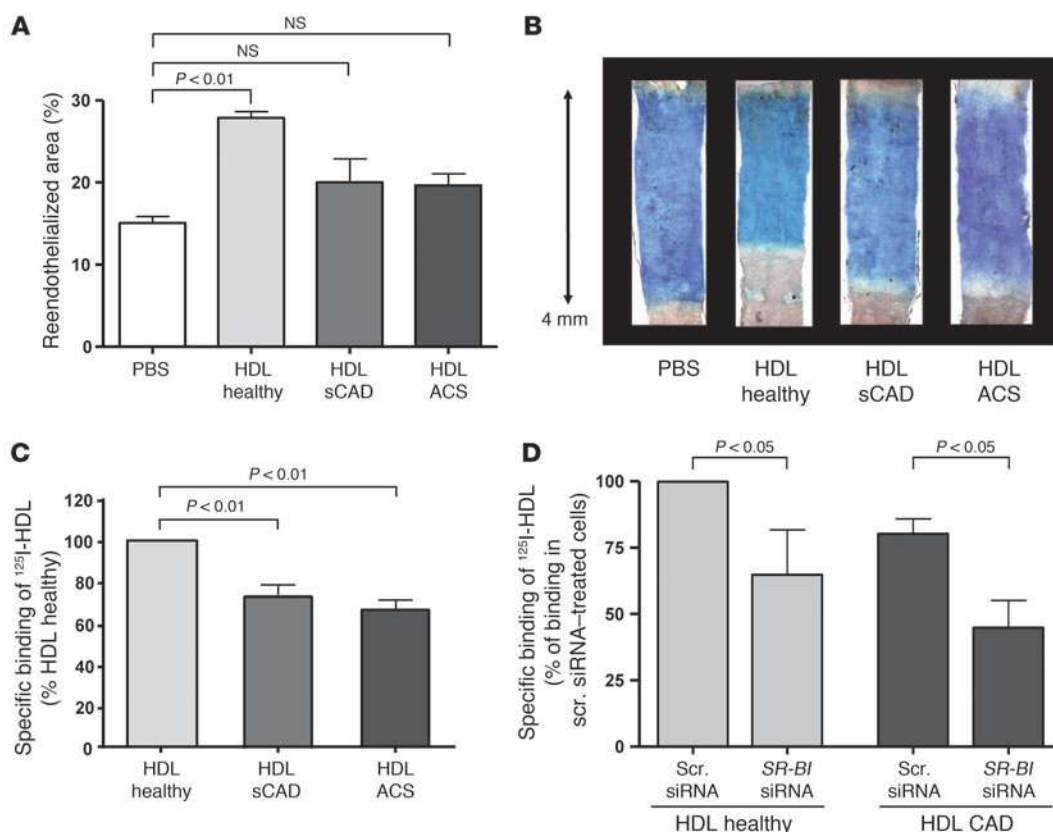 A
NS
NS
P < 0.01
Reendothelialized area (%)
30
20
10
0
PBS
HDL
healthy
HDL
sCAD
HDL
ACS
B
4 mm
PBS
HDL
healthy
HDL
sCAD
HDL
ACS
C
P < 0.01
P < 0.01
Specific binding of ¹²⁵I-HDL
(% HDL healthy)
120
100
80
60
40
20
0
HDL
healthy
HDL
sCAD
HDL
ACS
D
P < 0.05
P < 0.05
Specific binding of ¹²⁵I-HDL
(% of binding in
scr. siRNA–treated cells)
100
75
50
25
0
Scr.
siRNA
SR-BI
siRNA
Scr.
siRNA
SR-BI
siRNA
HDL healthy
HDL CAD